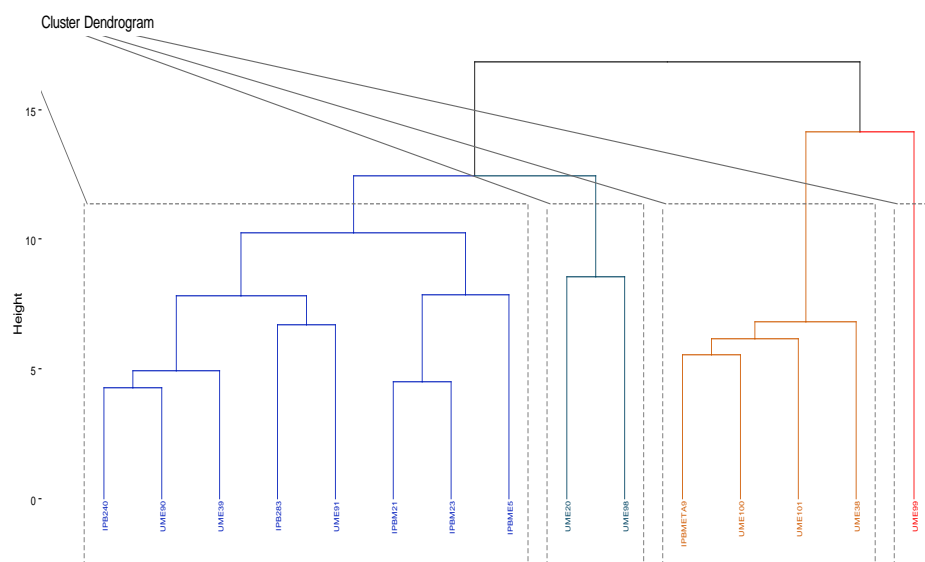 Cluster Dendrogram
15
10
5
0
Height
IPB240
UME90
UME39
IPB283
UME91
IPBM21
IPBM23
IPBME5
UME20
UME98
IPBMETA9
UME100
UME101
UME38
UME99